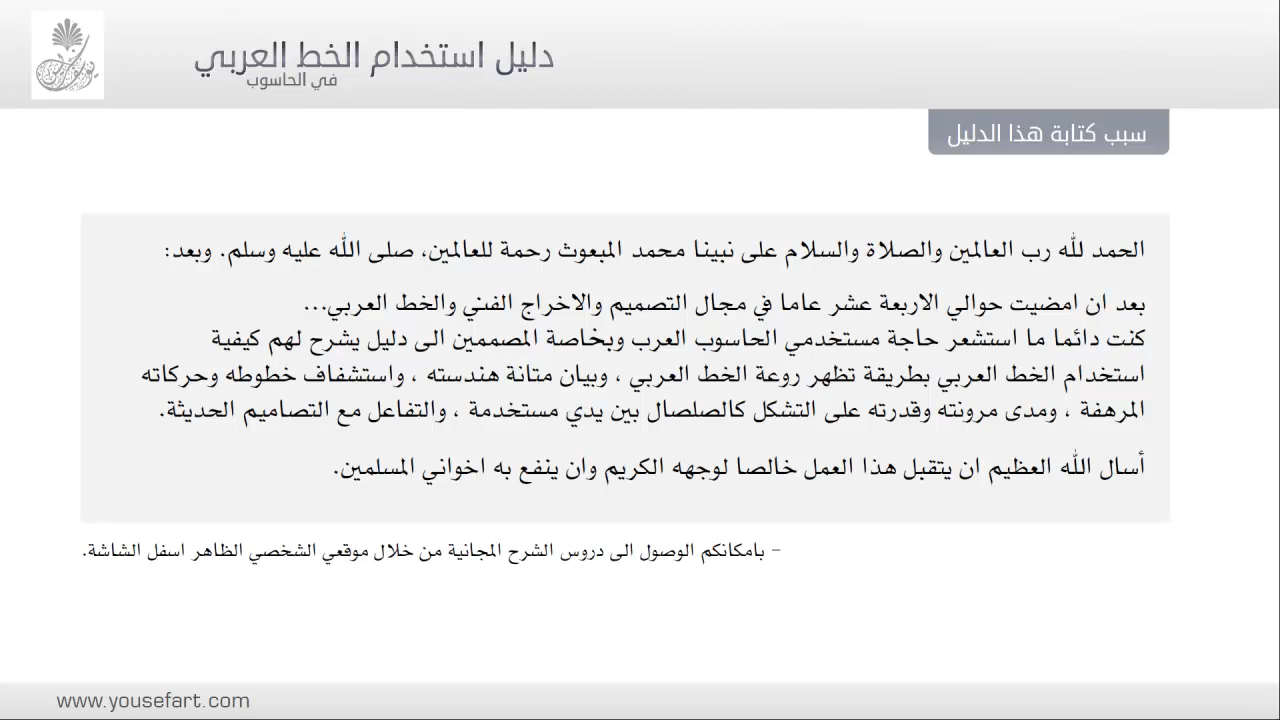 دليل استخدام الخط العربي
في الحاسوب
سبب كتابة هذا الدليل
الحمد لله رب العالمين والصلاة والسلام على نبينا محمد المبعوث رحمة للعالمين، صلى الله عليه وسلم. وبعد:
بعد ان امضيت حوالي الاربعة عشر عاما في مجال التصميم والاخراج الفني والخط العربي...
كنت دائما ما استشعر حاجة مستخدمي الحاسوب العرب وبخاصة المصممين الى دليل يشرح لهم كيفية
استخدام الخط العربي بطريقة تظهر روعة الخط العربي ، وبيان متانة هندسته ، واستشفاف خطوطه وحركاته
المرهفة ، ومدى مرونته وقدرته على التشكل كالصلصال بين يدي مستخدمة ، والتفاعل مع التصاميم الحديثة.
أسال الله العظيم ان يتقبل هذا العمل خالصا لوجهه الكريم وان ينفع به اخواني المسلمين.
- بامكانكم الوصول الى دروس الشرح المجانية من خلال موقعي الشخصي الظاهر اسفل الشاشة.
www.yousefart.com